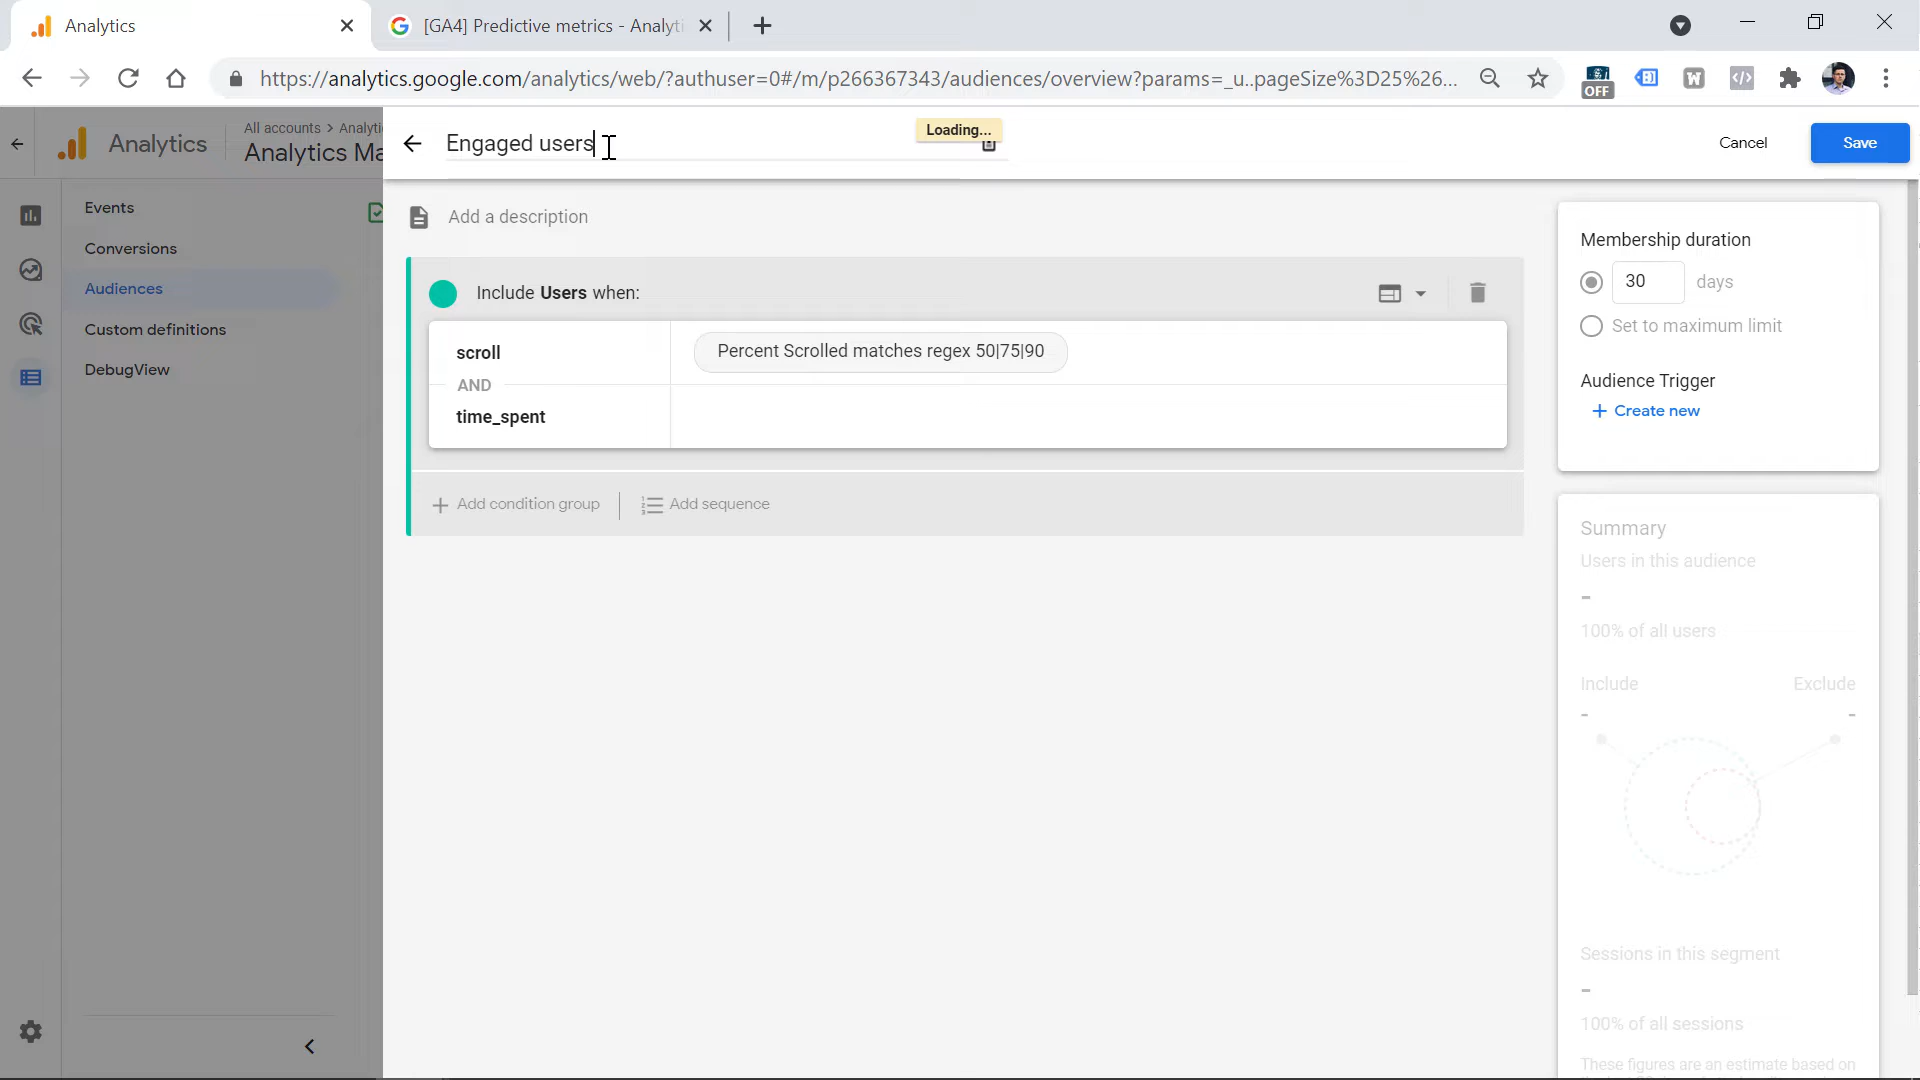 Analytics
[GA4] Predictive metrics - Analyti
https://analytics.google.com/analytics/web/?authuser=0#/m/p266367343/audiences/overview?params=_u..pageSize%3D25%26...
OFF
W
Analytics
All accounts > Analyti
Analytics Ma
Engaged users
Loading...
Cancel
Save
Events
Conversions
Audiences
Custom definitions
DebugView
Add a description
Include Users when:
scroll
Percent Scrolled matches regex 50|75|90
AND
time_spent
Add condition group
Add sequence
Membership duration
30 days
Set to maximum limit
Audience Trigger
+ Create new
Summary
Users in this audience
-
100% of all users
Include Exclude
- -
Sessions in this segment
-
100% of all sessions
These figures are an estimate based on